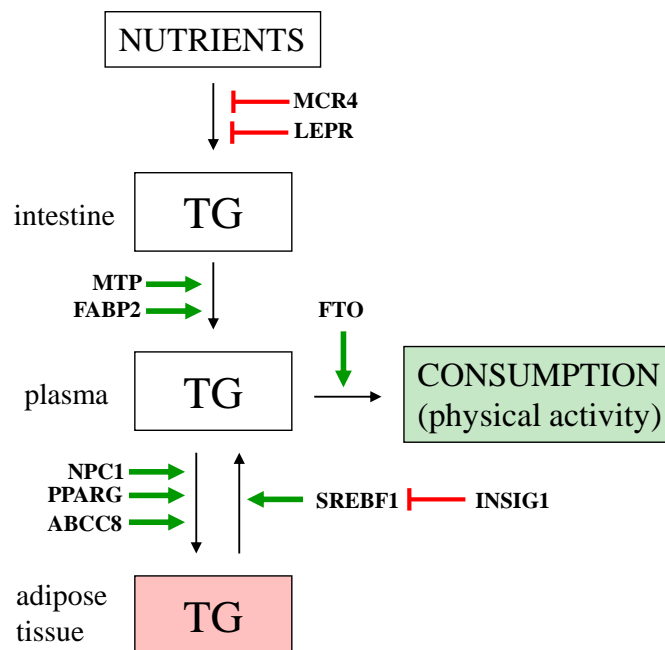 NUTRIENTS
MCR4
LEPR
intestine
TG
MTP
FABP2
FTO
plasma
TG
CONSUMPTION
(physical activity)
NPC1
PPARG
ABCC8
SREBF1
INSIG1
adipose
tissue
TG